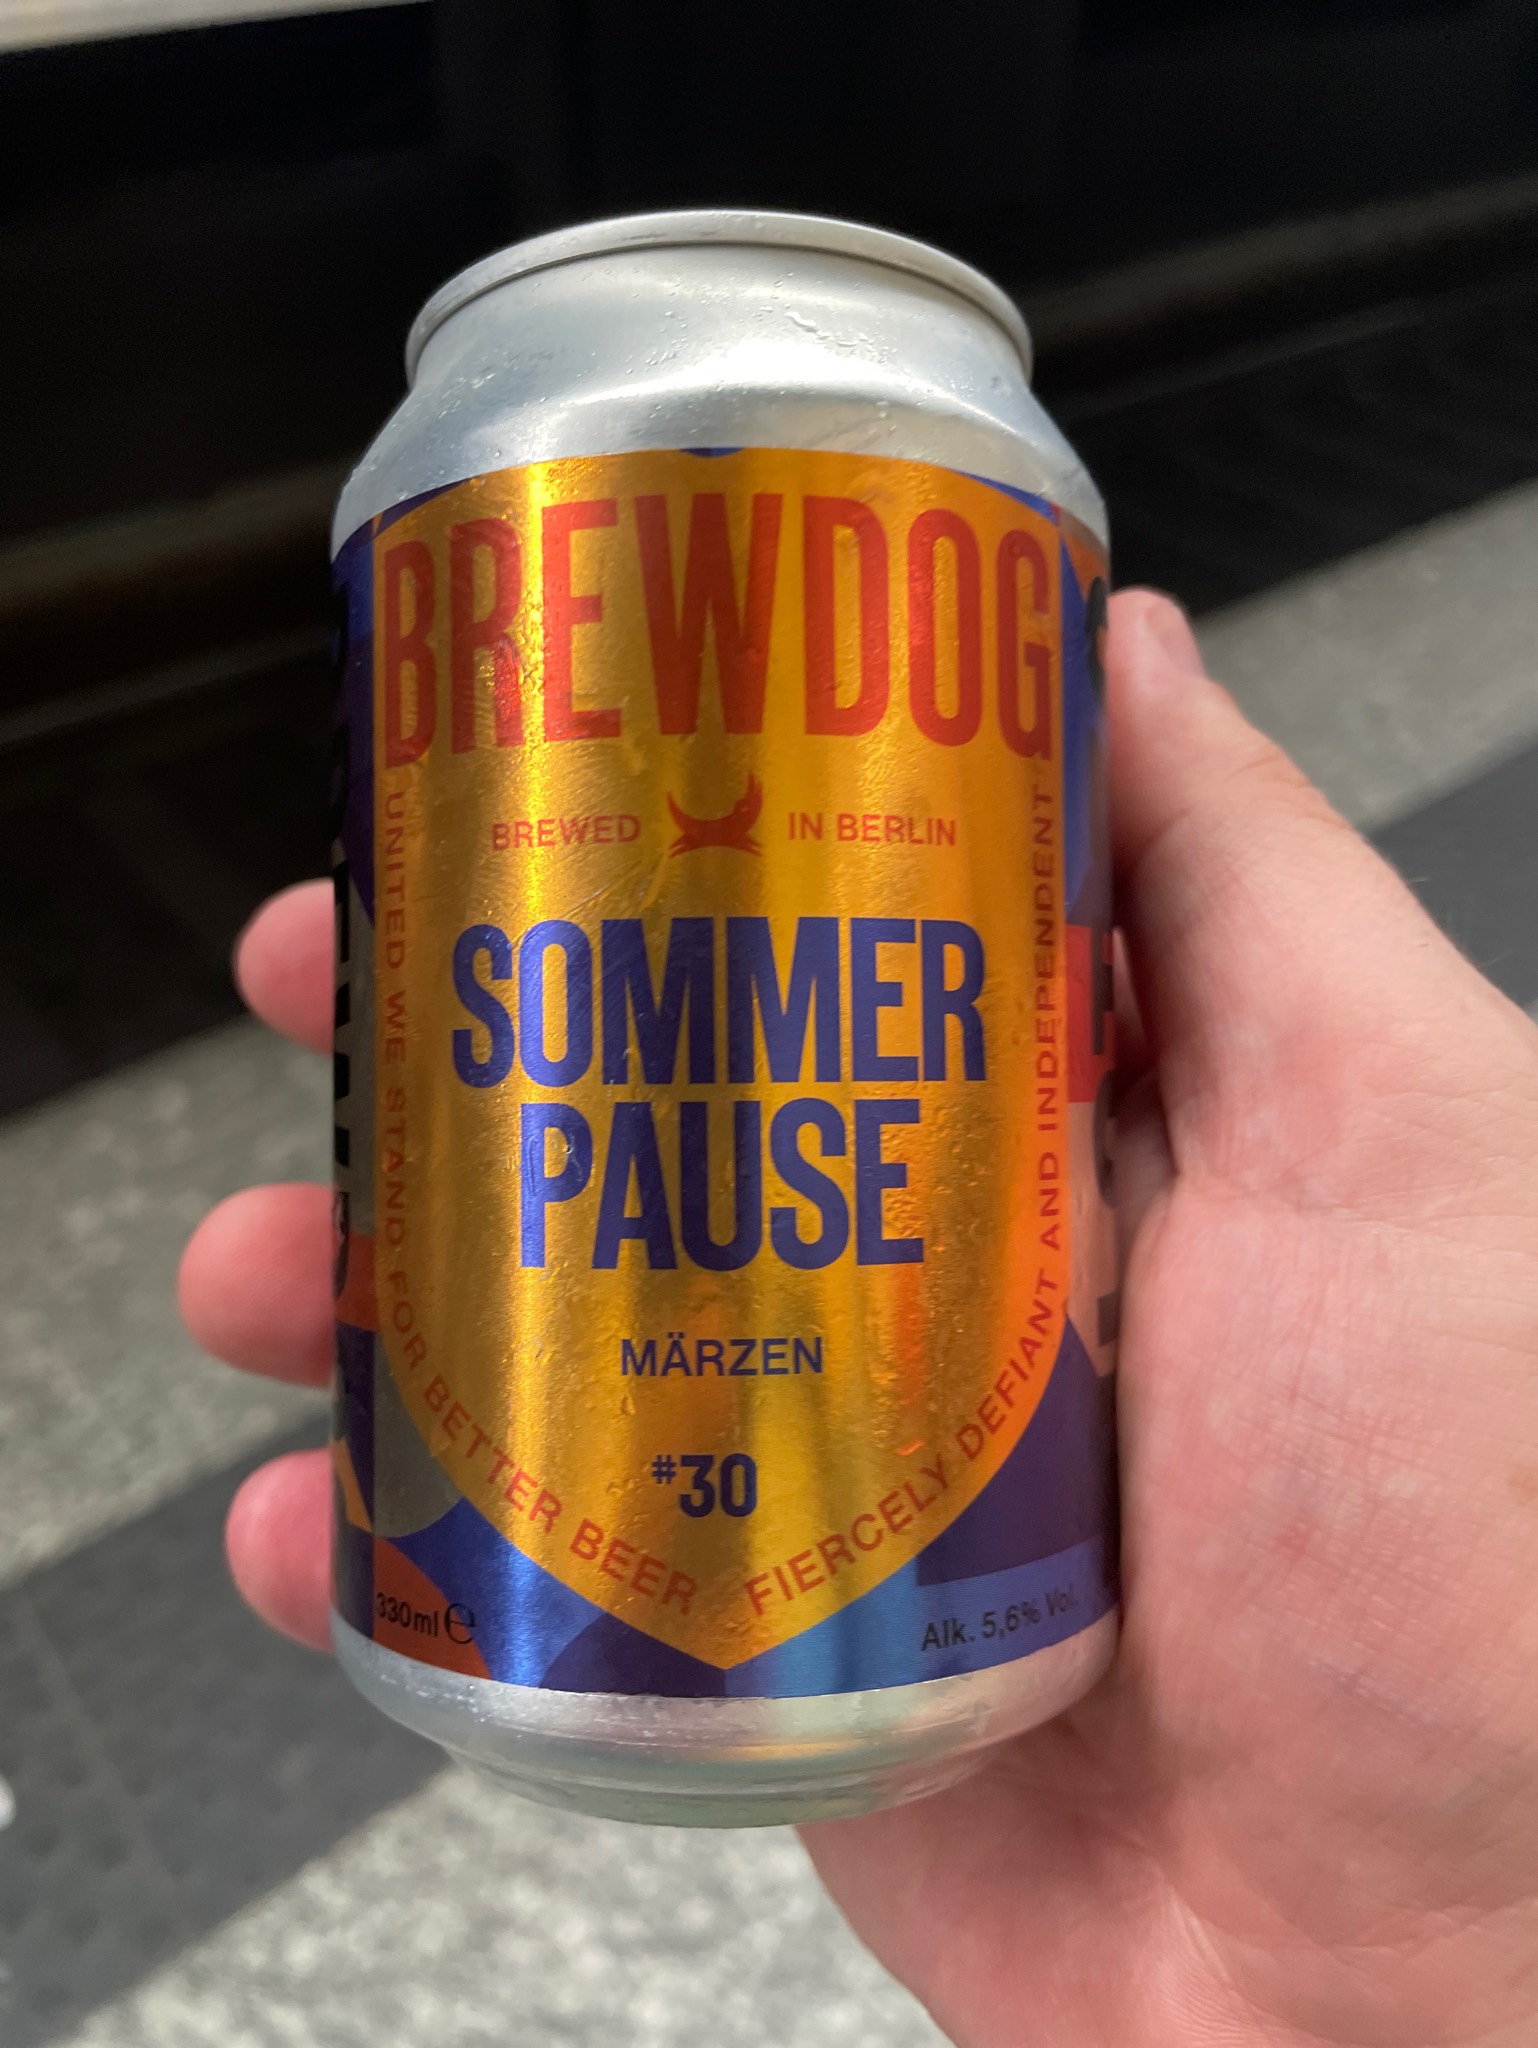 BREWDOG
BREWED IN BERLIN
SOMMER
PAUSE
MÄRZEN
#30
UNITED WE STAND FOR BETTER BEER
FIERCELY DEFIANT AND INDEPENDENT
330ml ℮
Alk. 5,6% Vol.